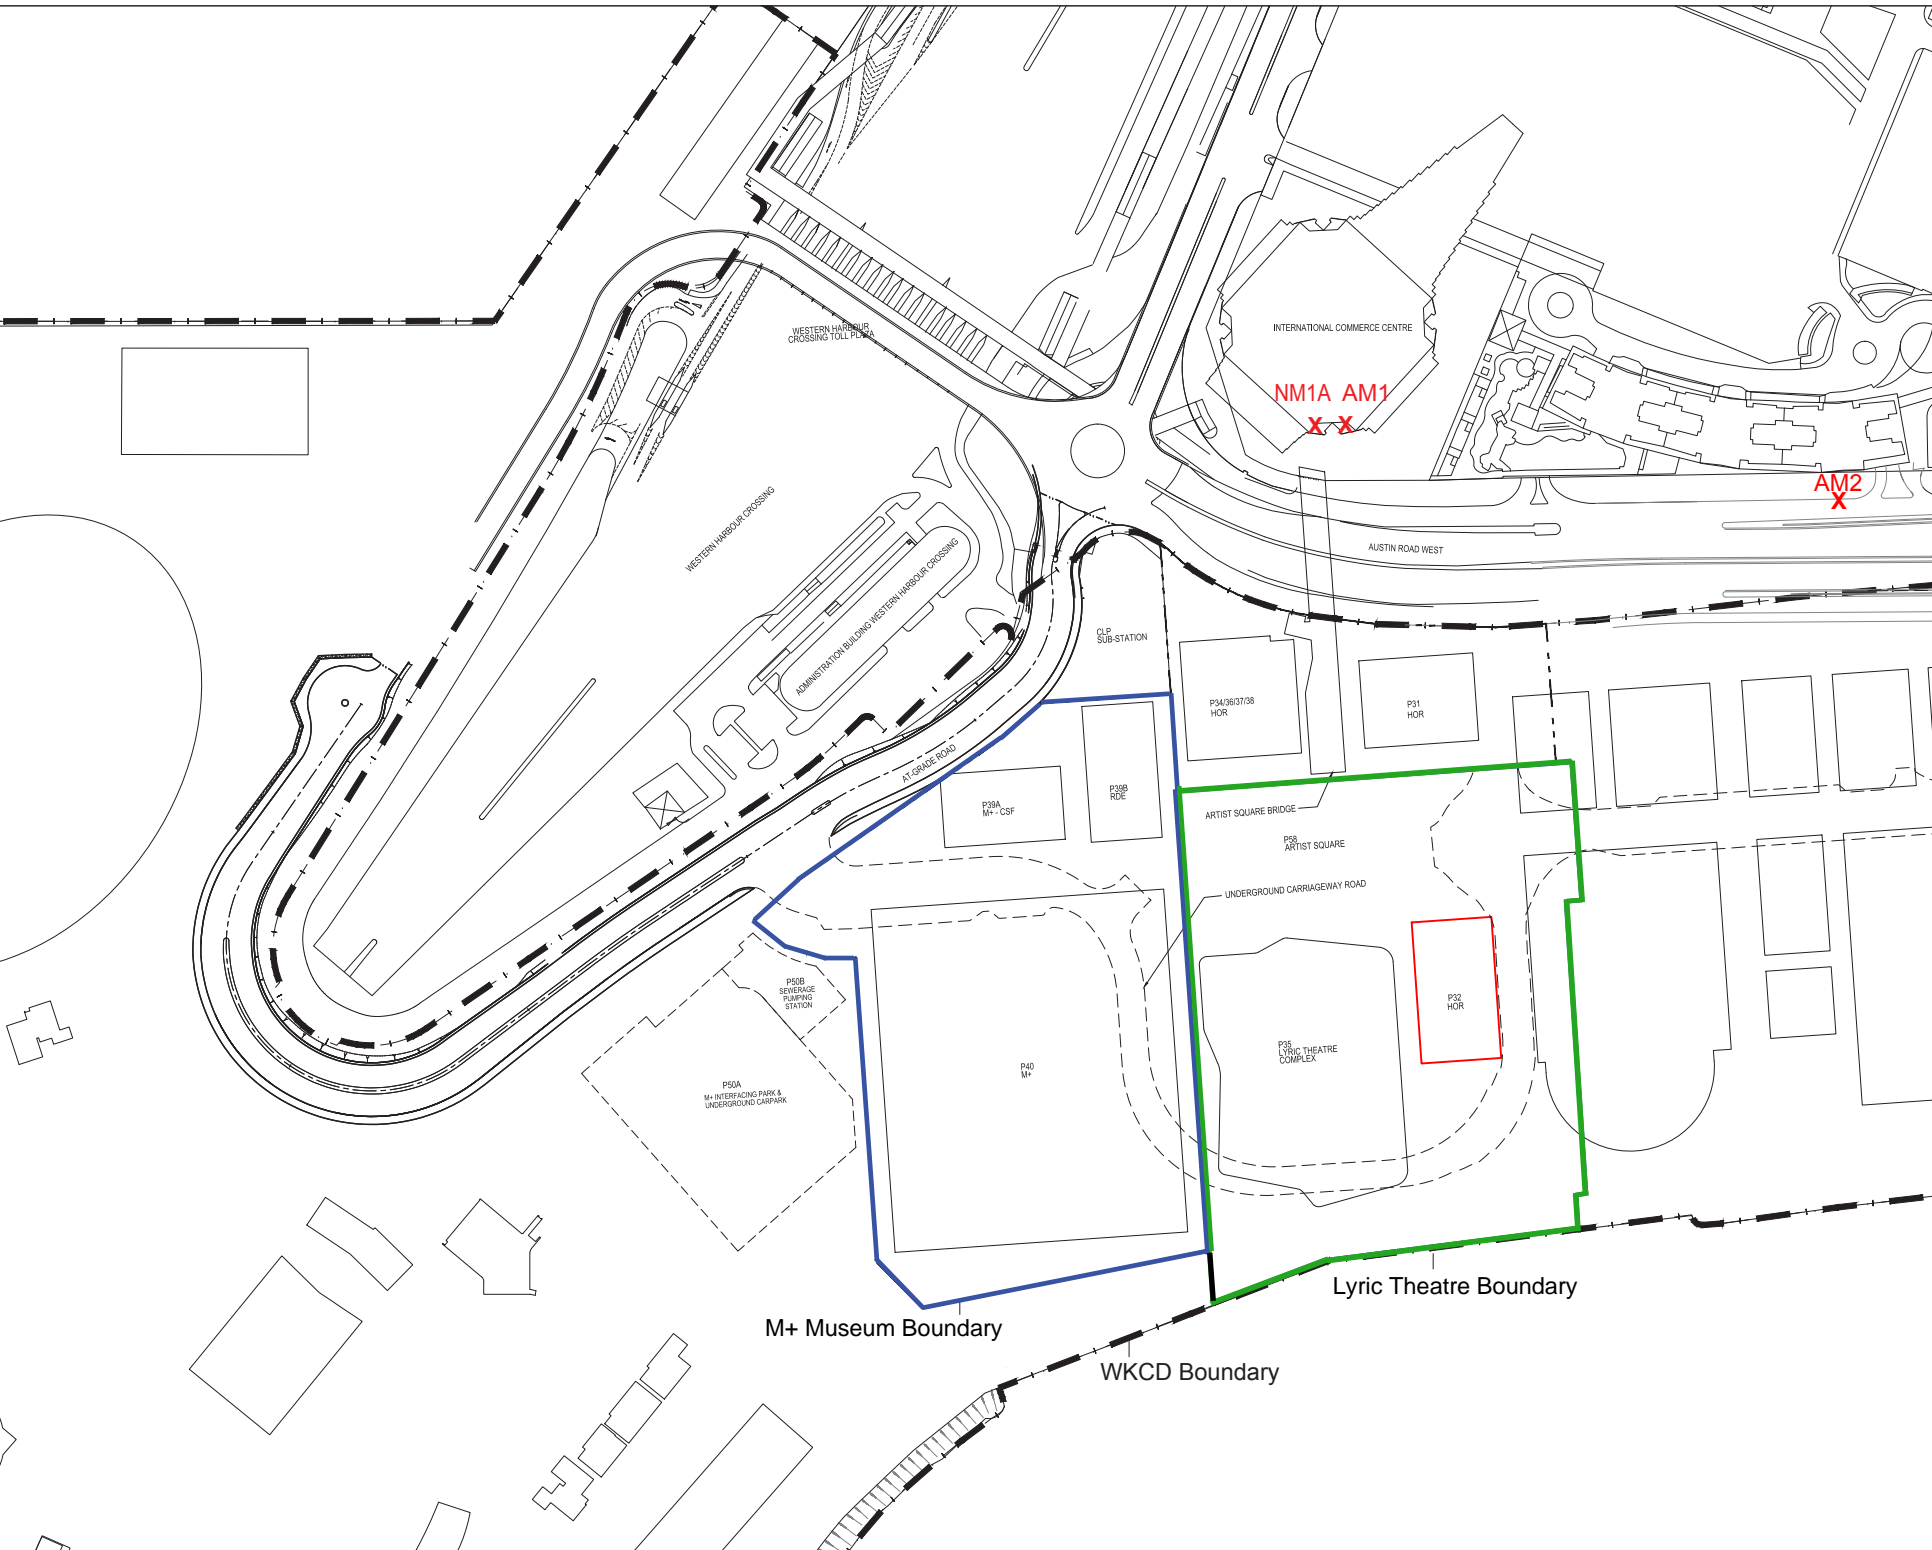 WESTERN HARBOUR
CROSSING TOLL PLAZA
INTERNATIONAL COMMERCE CENTRE
NM1A AM1
X X
AM2
X
WESTERN HARBOUR CROSSING
AUSTIN ROAD WEST
ADMINISTRATION BUILDING WESTERN HARBOUR CROSSING
CLP
SUB-STATION
P34/36/37/38
HOR
P31
HOR
AT-GRADE ROAD
P39A
M+ - CSF
P39B
RDE
ARTIST SQUARE BRIDGE
P58
ARTIST SQUARE
UNDERGROUND CARRIAGEWAY ROAD
P50B
SEWERAGE
PUMPING
STATION
P32
HOR
P35
LYRIC THEATRE
COMPLEX
P40
M+
P50A
M+ INTERFACING PARK &
UNDERGROUND CARPARK
Lyric Theatre Boundary
M+ Museum Boundary
WKCD Boundary